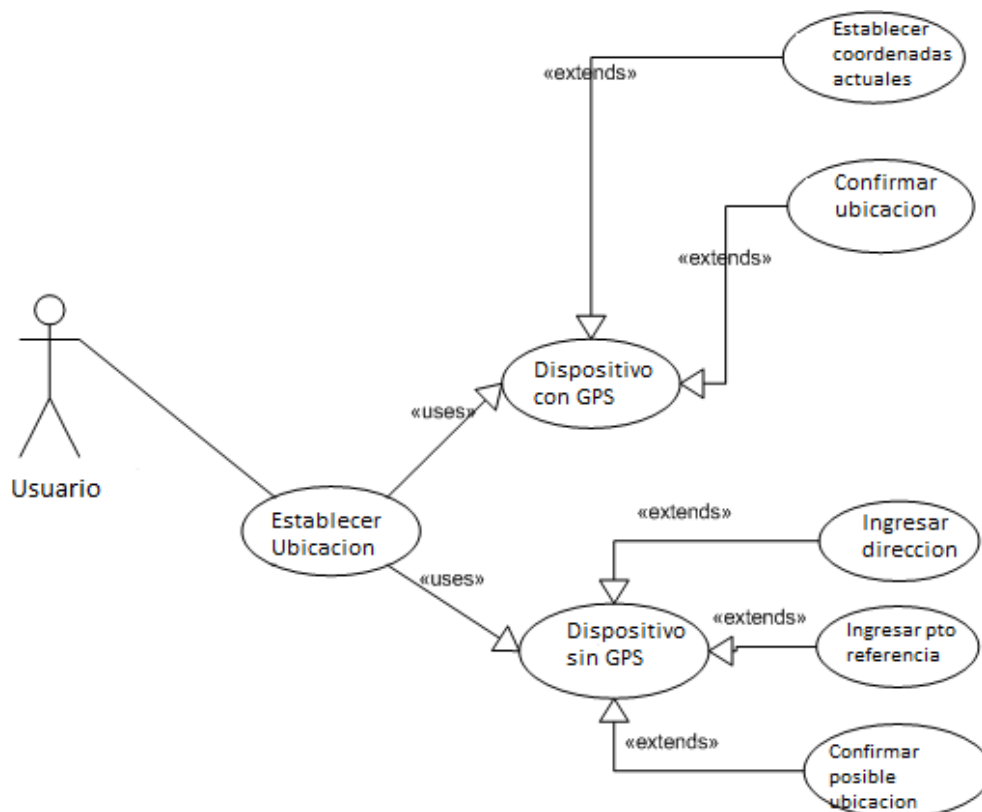 Establecer
coordenadas
actuales
«extends»
Confirmar
ubicacion
«extends»
Dispositivo
con GPS
«uses»
Usuario
Establecer
Ubicacion
«uses»
«extends»
Ingresar
direccion
Dispositivo
sin GPS
«extends»
Ingresar pto
referencia
«extends»
Confirmar
posible
ubicacion